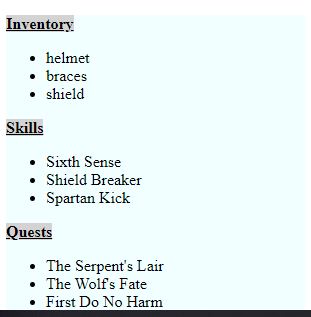 Inventory
helmet
braces
shield
Skills
Sixth Sense
Shield Breaker
Spartan Kick
Quests
The Serpent's Lair
The Wolf's Fate
First Do No Harm